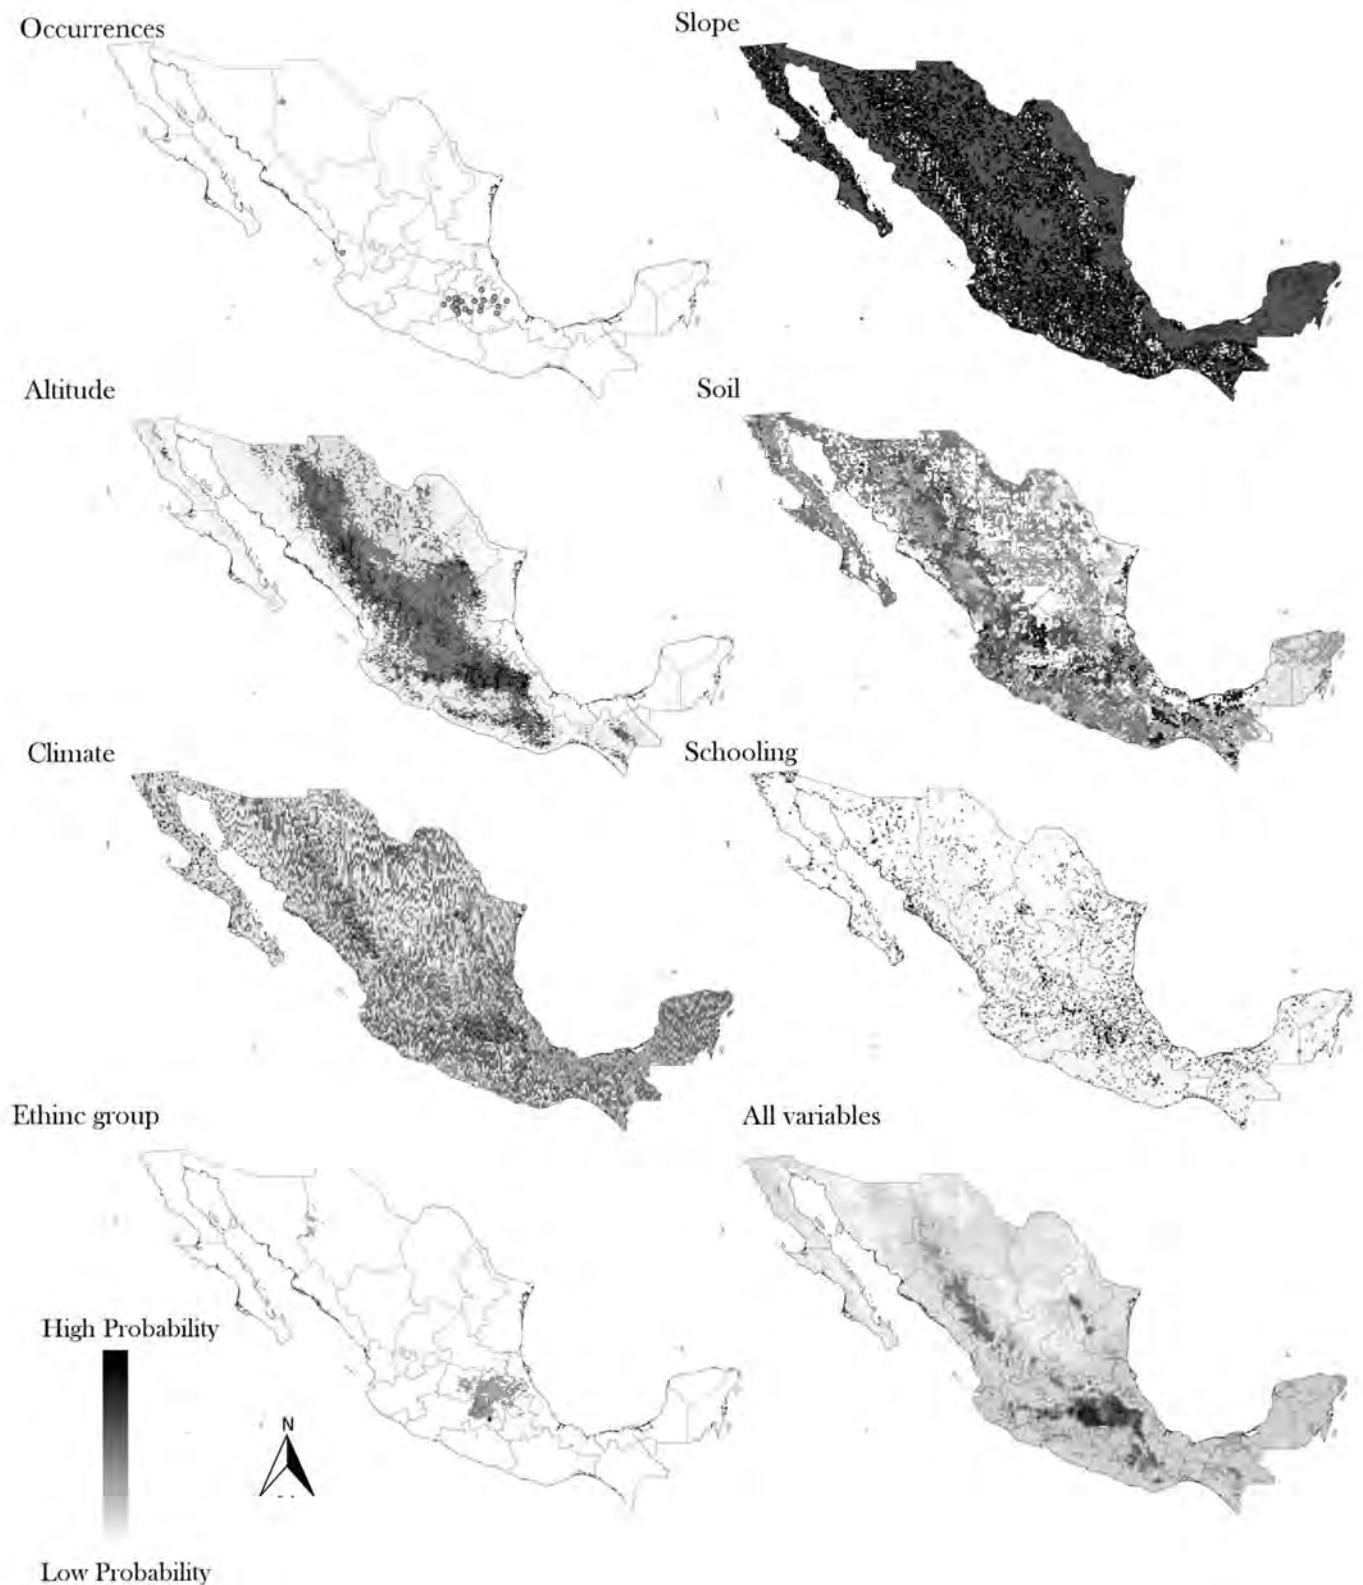 Occurrences
Slope
Altitude
Soil
Climate
Schooling
Ethinc group
All variables
High Probability
N
Low Probability